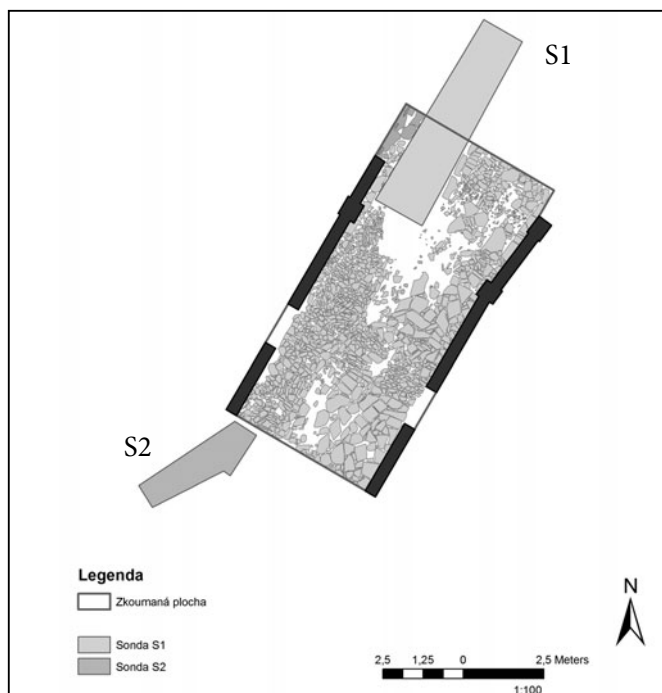 S1
S2
Legenda
Zkoumaná plocha
Sonda S1
Sonda S2
N
2,5 1,25 0 2,5 Meters
1:100